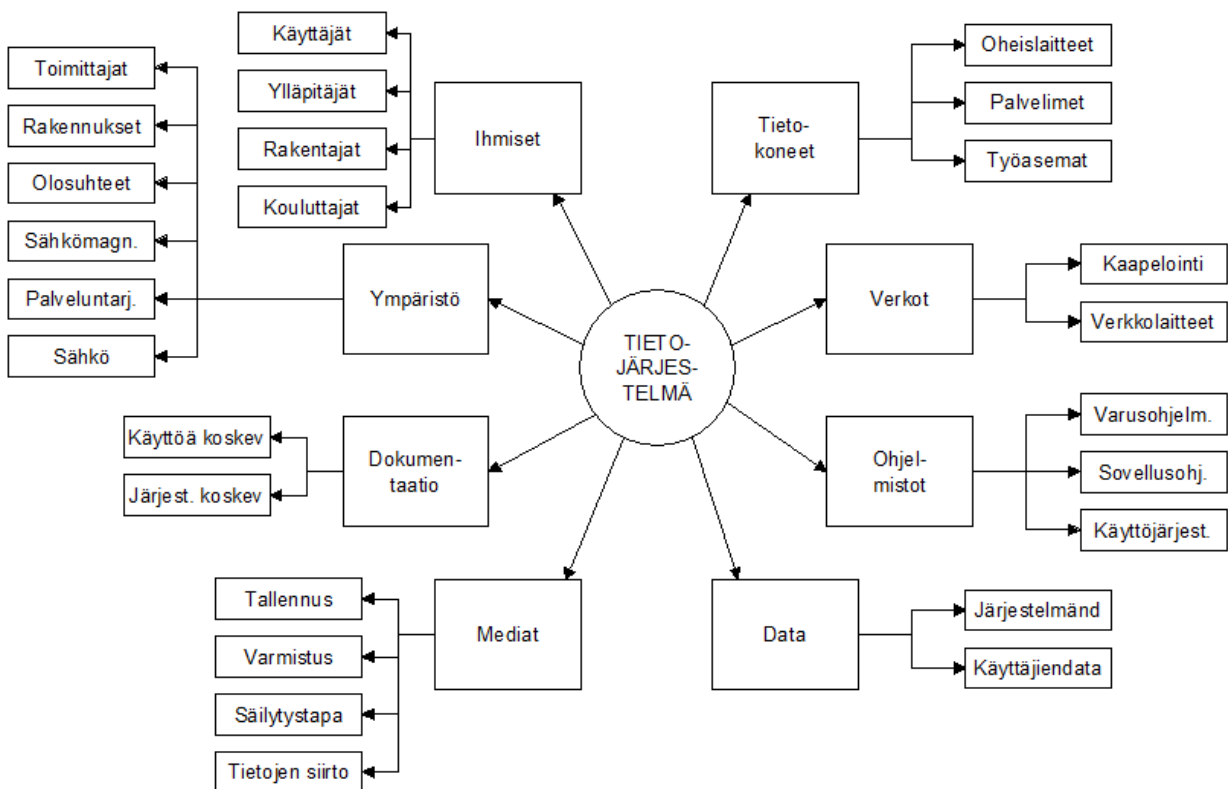 Käyttäjät
Ylläpitäjät
Rakentajat
Kouluttajat
Ihmiset
Toimittajat
Rakennukset
Olosuhteet
Sähkömagn.
Palveluntarj.
Sähkö
Ympäristö
Tieto-
koneet
Oheislaitteet
Palvelimet
Työasemat
Verkot
Kaapelointi
Verkkolaitteet
TIETO-
JÄRJES-
TELMÄ
Käyttöä koskev
Järjest. koskev
Dokumen-
taatio
Ohjel-
mistot
Varusohjelm.
Sovellusohj.
Käyttöjärjest.
Tallennus
Varmistus
Säilytystapa
Tietojen siirto
Mediat
Data
Järjestelmänd
Käyttäjiendata